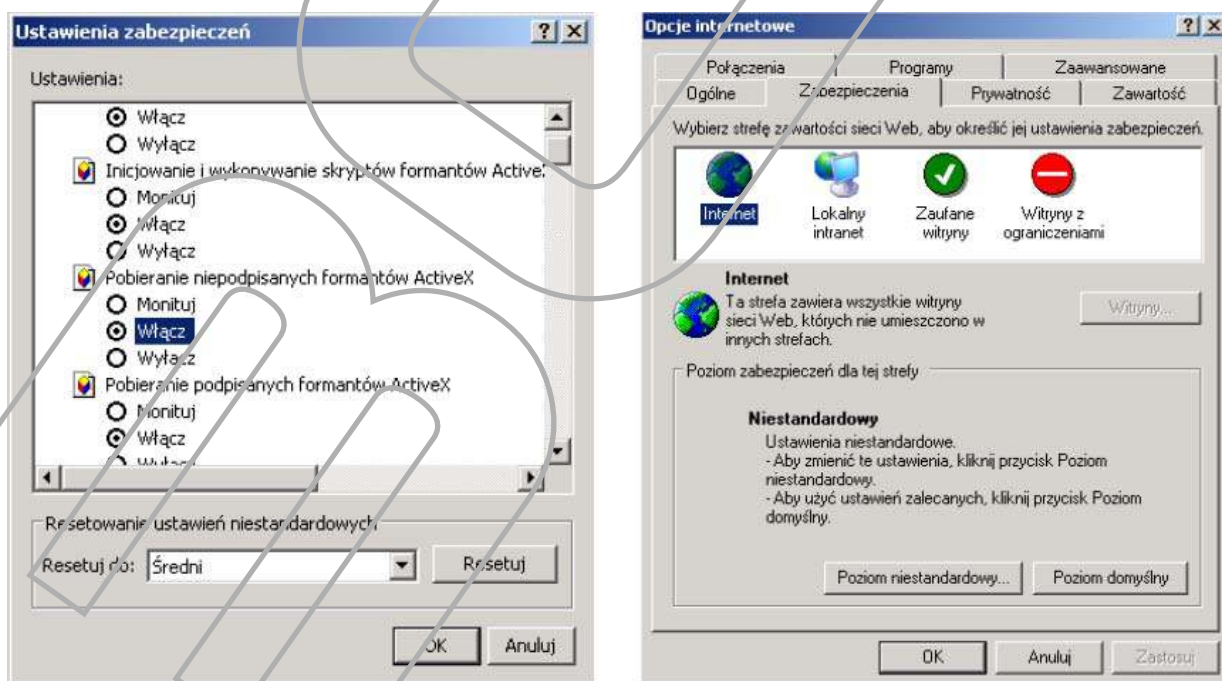 Ustawienia zabezpieczeń
Ustawienia:
Włącz
Wyłącz
Inicjowanie i wykonywanie skryptów formantów Active
Monituj
Włącz
Wyłącz
Pobieranie niepodpisanych formantów ActiveX
Monituj
Włącz
Wyłącz
Pobieranie podpisanych formantów ActiveX
Monituj
Włącz
Resetowanie ustawień niestandardowych
Resetuj do: Średni
Resetuj
OK Anuluj
Opcje internetowe
Połączenia Programy Zaawansowane
Ogólne Zabezpieczenia Prywatność Zawartość
Wybierz strefę zawartości sieci Web, aby określić jej ustawienia zabezpieczeń.
Internet
Lokalny intranet
Zaufane witryny
Witryny z ograniczeniami
Internet
Ta strefa zawiera wszystkie witryny
sieci Web, których nie umieszczono w
innych strefach.
Witryny...
Poziom zabezpieczeń dla tej strefy
Niestandardowy
Ustawienia niestandardowe.
- Aby zmienić te ustawienia, kliknij przycisk Poziom
niestandardowy.
- Aby użyć ustawień zalecanych, kliknij przycisk Poziom
domyślny.
Poziom niestandardowy... Poziom domyślny
OK Anuluj Zastosuj